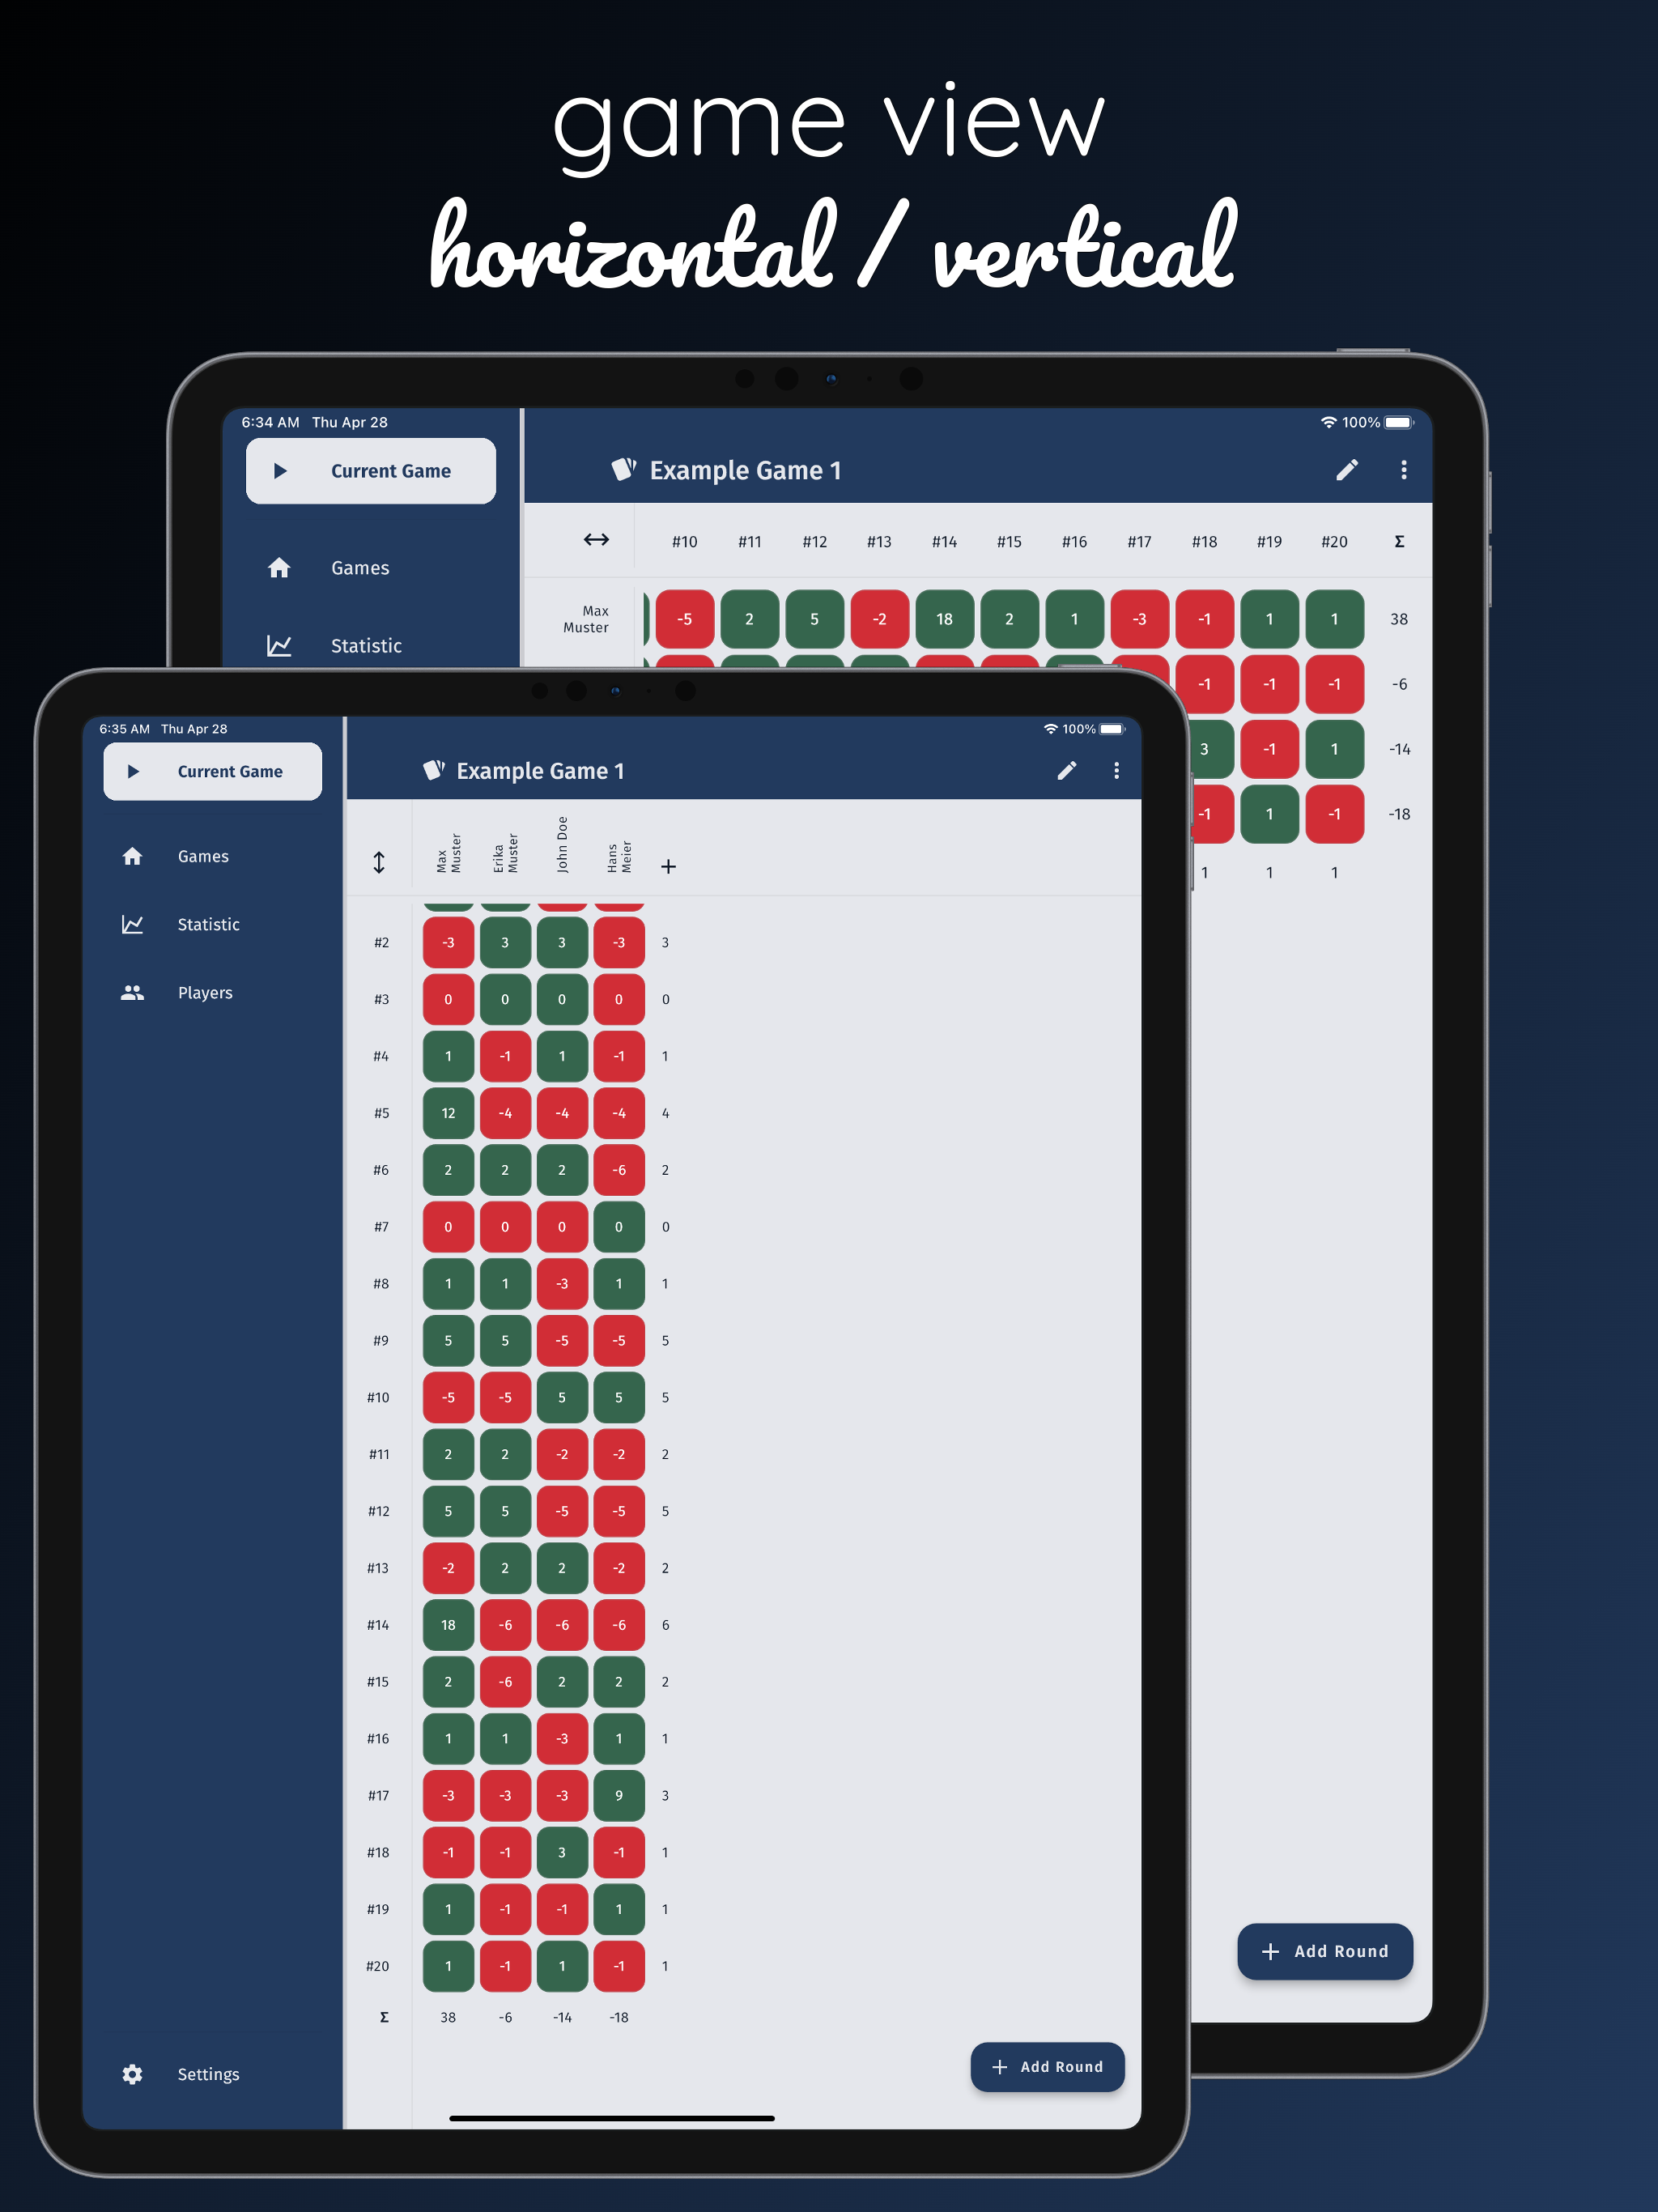 game view
horizontal / vertical
6:34 AM Thu Apr 28
100%
Current Game
Games
Statistic
Example Game 1
#10 #11 #12 #13 #14 #15 #16 #17 #18 #19 #20 Σ
Max
Muster
-5 2 5 -2 18 2 1 -3 -1 1 1 38
-1 -1 -1 -6
3 -1 1 -14
-1 1 -1 -18
1 1 1
+ Add Round
6:35 AM Thu Apr 28
100%
Current Game
Games
Statistic
Players
Settings
Example Game 1
Max
Muster
Erika
Muster
John Doe
Hans
Meier
+
#2 -3 3 3 -3 3
#3 0 0 0 0 0
#4 1 -1 1 -1 1
#5 12 -4 -4 -4 4
#6 2 2 2 -6 2
#7 0 0 0 0 0
#8 1 1 -3 1 1
#9 5 5 -5 -5 5
#10 -5 -5 5 5 5
#11 2 2 -2 -2 2
#12 5 5 -5 -5 5
#13 -2 2 2 -2 2
#14 18 -6 -6 -6 6
#15 2 -6 2 2 2
#16 1 1 -3 1 1
#17 -3 -3 -3 9 3
#18 -1 -1 3 -1 1
#19 1 -1 -1 1 1
#20 1 -1 1 -1 1
Σ 38 -6 -14 -18
+ Add Round